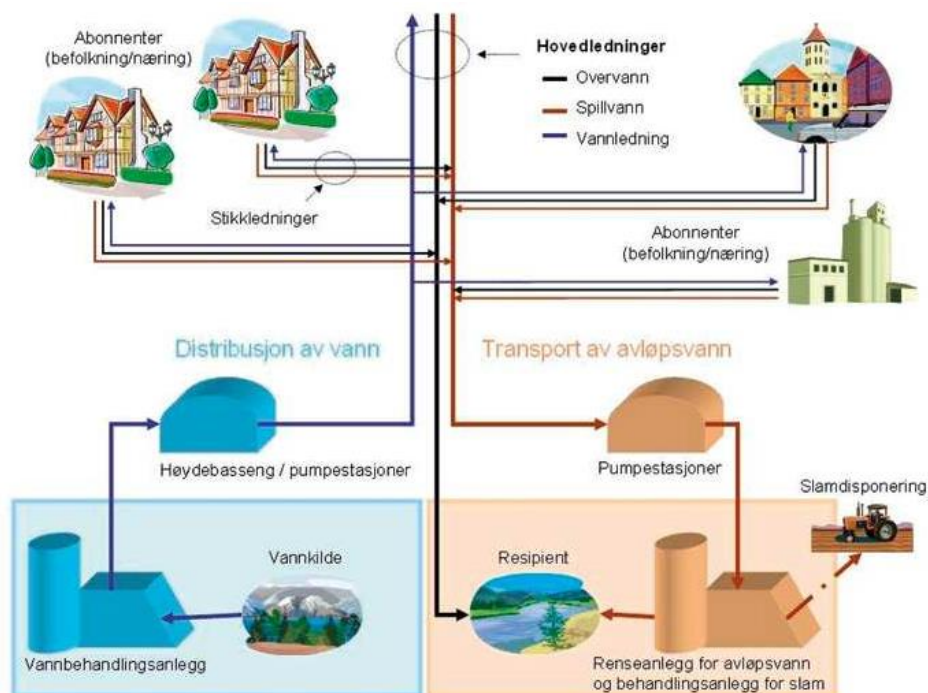 Abonnenter
(befolkning/næring)
Hovedledninger
Overvann
Spillvann
Vannledning
Stikkledninger
Abonnenter
(befolkning/næring)
Distribusjon av vann
Transport av avløpsvann
Høydebasseng / pumpestasjoner
Pumpestasjoner
Slamdisponering
Vannkilde
Resipient
Vannbehandlingsanlegg
Renseanlegg for avløpsvann
og behandlingsanlegg for slam